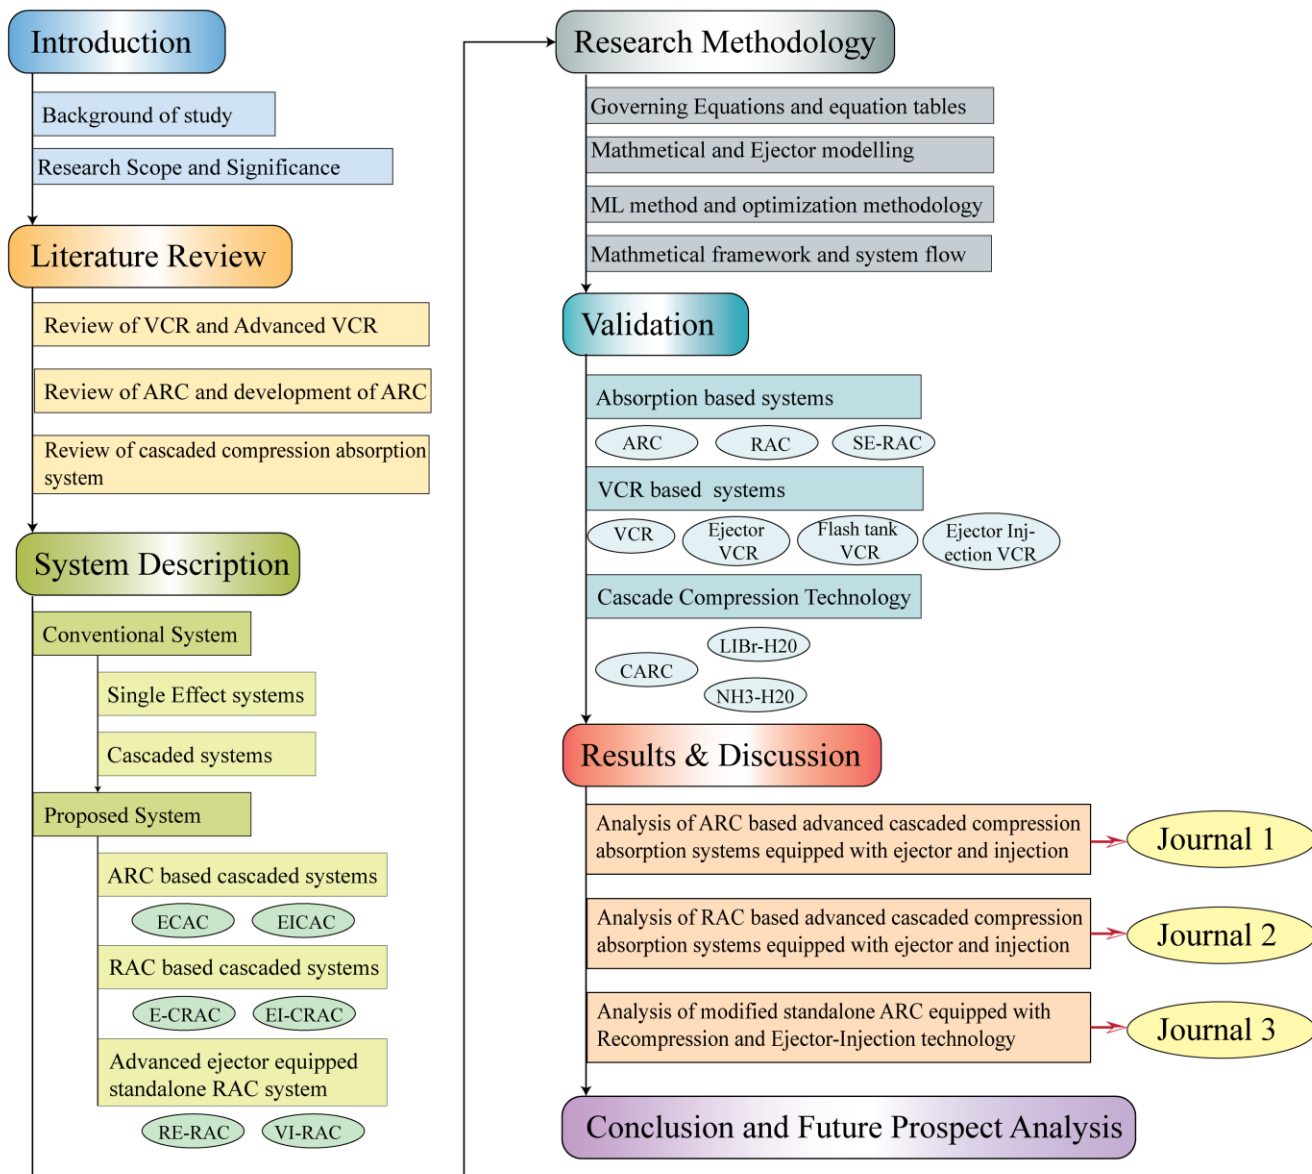 Introduction
Background of study
Research Scope and Significance
Literature Review
Review of VCR and Advanced VCR
Review of ARC and development of ARC
Review of cascaded compression absorption
system
System Description
Conventional System
Single Effect systems
Cascaded systems
Proposed System
ARC based cascaded systems
ECAC
EICAC
RAC based cascaded systems
E-CRAC
EI-CRAC
Advanced ejector equipped
standalone RAC system
RE-RAC
VI-RAC
Research Methodology
Governing Equations and equation tables
Mathmetical and Ejector modelling
ML method and optimization methodology
Mathmetical framework and system flow
Validation
Absorption based systems
ARC
RAC
SE-RAC
VCR based systems
VCR
Ejector
VCR
Flash tank
VCR
Ejector Inj-
ection VCR
Cascade Compression Technology
CARC
LIBr-H20
NH3-H20
Results & Discussion
Analysis of ARC based advanced cascaded compression
absorption systems equipped with ejector and injection
Journal 1
Analysis of RAC based advanced cascaded compression
absorption systems equipped with ejector and injection
Journal 2
Analysis of modified standalone ARC equipped with
Recompression and Ejector-Injection technology
Journal 3
Conclusion and Future Prospect Analysis